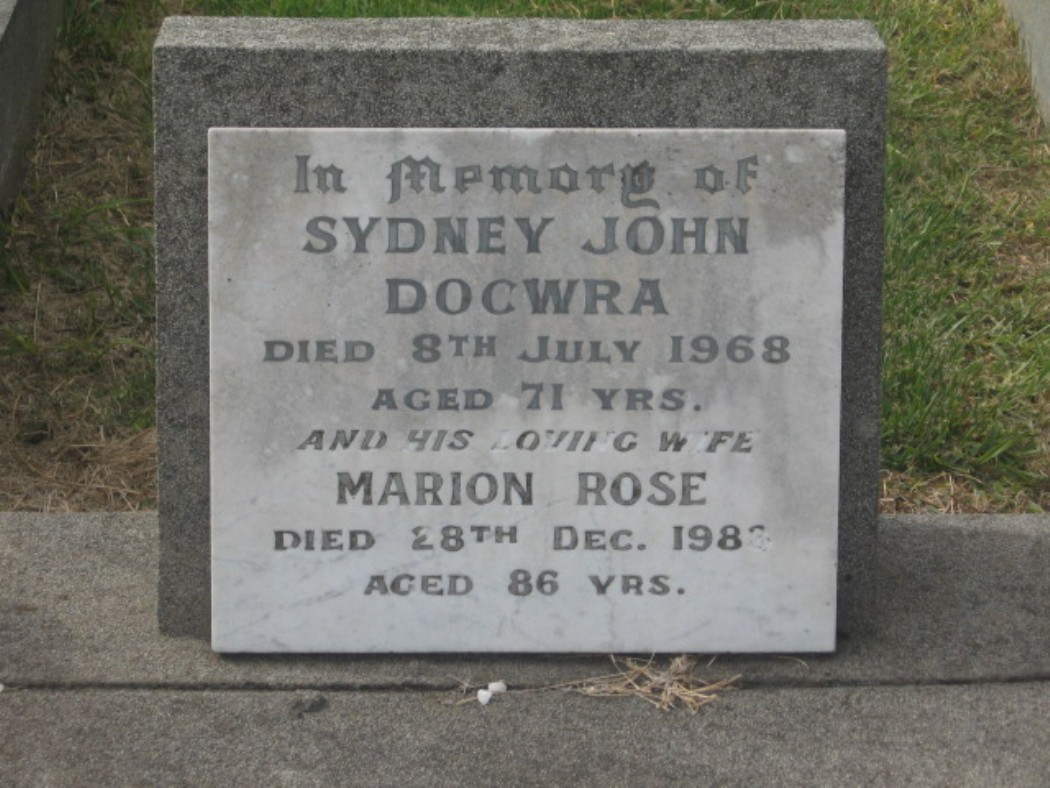 In Memory of
SYDNEY JOHN
DOCWRA
DIED 8TH JULY 1968
AGED 71 YRS.
AND HIS LOVING WIFE
MARION ROSE
DIED 28TH DEC.
AGED 86 YRS.